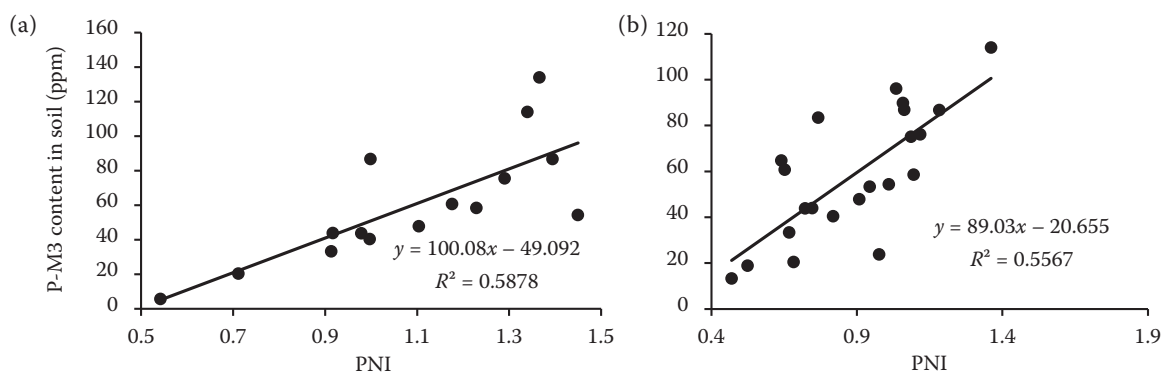 (a)
P-M3 content in soil (ppm)
160
140
120
100
80
60
40
20
0
y = 100.08x – 49.092
R² = 0.5878
0.5 0.7 0.9 1.1 1.3 1.5
PNI
(b)
120
100
80
60
40
20
0
y = 89.03x – 20.655
R² = 0.5567
0.4 0.9 1.4 1.9
PNI